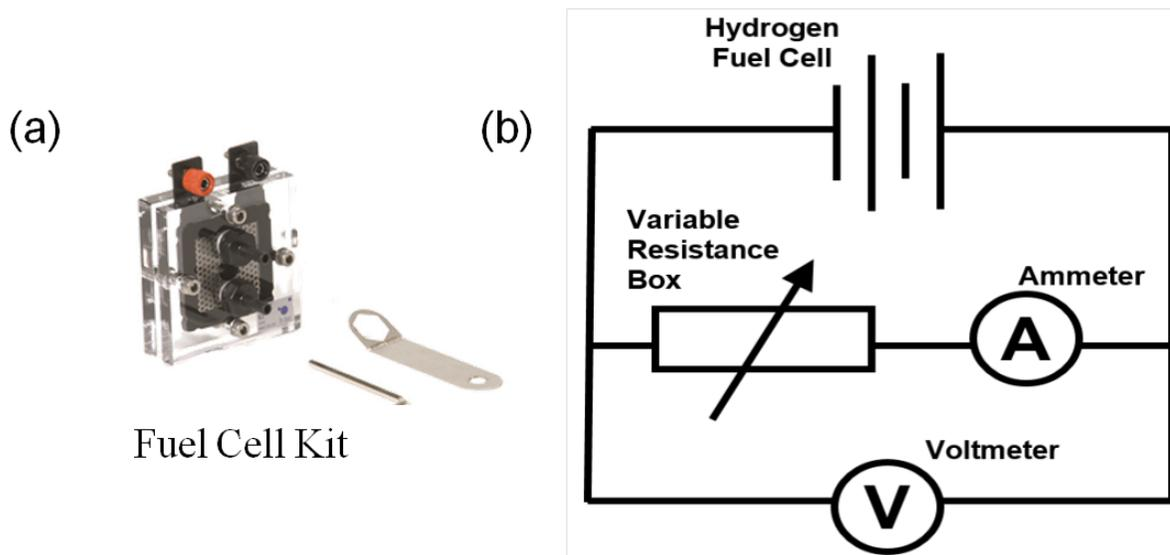 (a)
Fuel Cell Kit
(b)
Hydrogen
Fuel Cell
Variable
Resistance
Box
Ammeter
A
Voltmeter
V